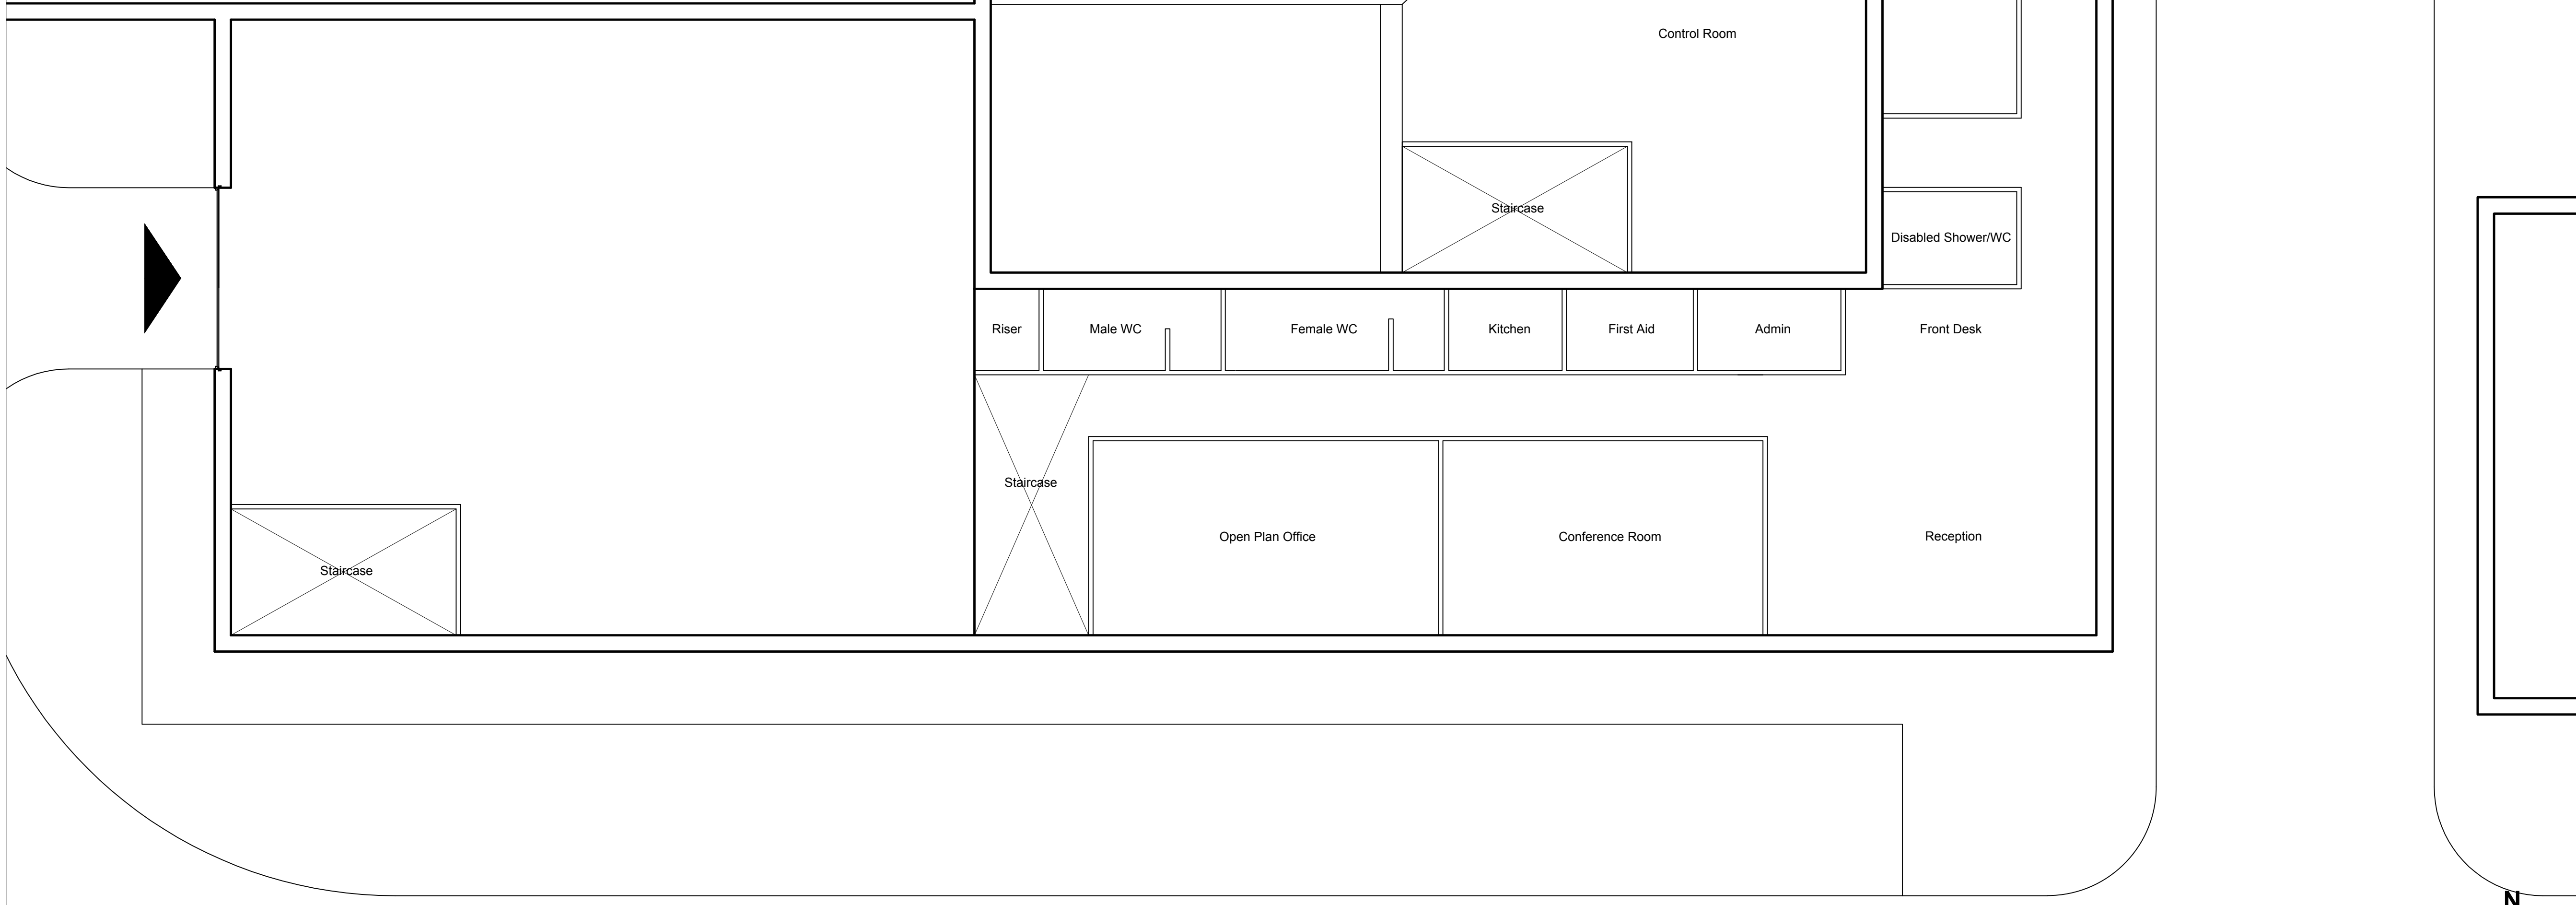 Control Room
Staircase
Disabled Shower/WC
Riser
Male WC
Female WC
Kitchen
First Aid
Admin
Front Desk
Staircase
Open Plan Office
Conference Room
Reception
Staircase
N